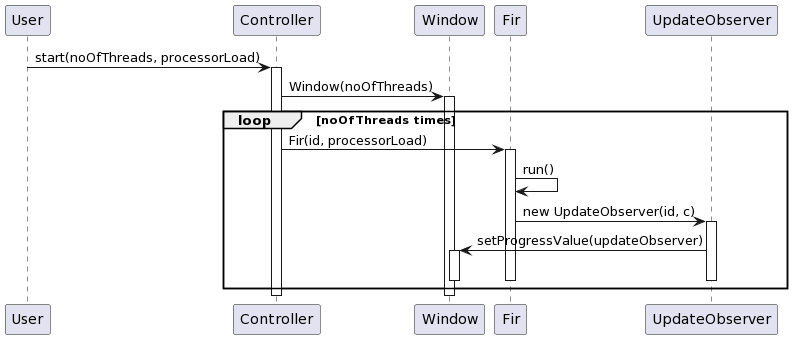 User Controller Window Fir UpdateObserver
start(noOfThreads, processorLoad)
Window(noOfThreads)
loop [noOfThreads times]
Fir(id, processorLoad)
run()
new UpdateObserver(id, c)
setProgressValue(updateObserver)
User Controller Window Fir UpdateObserver